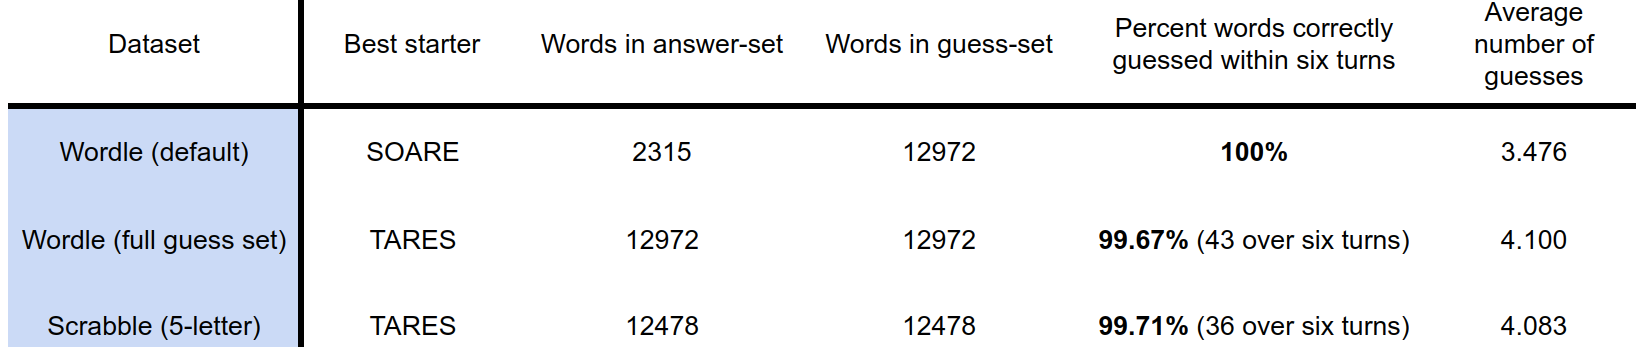 Dataset
Best starter
Words in answer-set
Words in guess-set
Percent words correctly
guessed within six turns
Average
number of
guesses
Wordle (default) SOARE 2315 12972 100% 3.476
Wordle (full guess set) TARES 12972 12972 99.67% (43 over six turns) 4.100
Scrabble (5-letter) TARES 12478 12478 99.71% (36 over six turns) 4.083